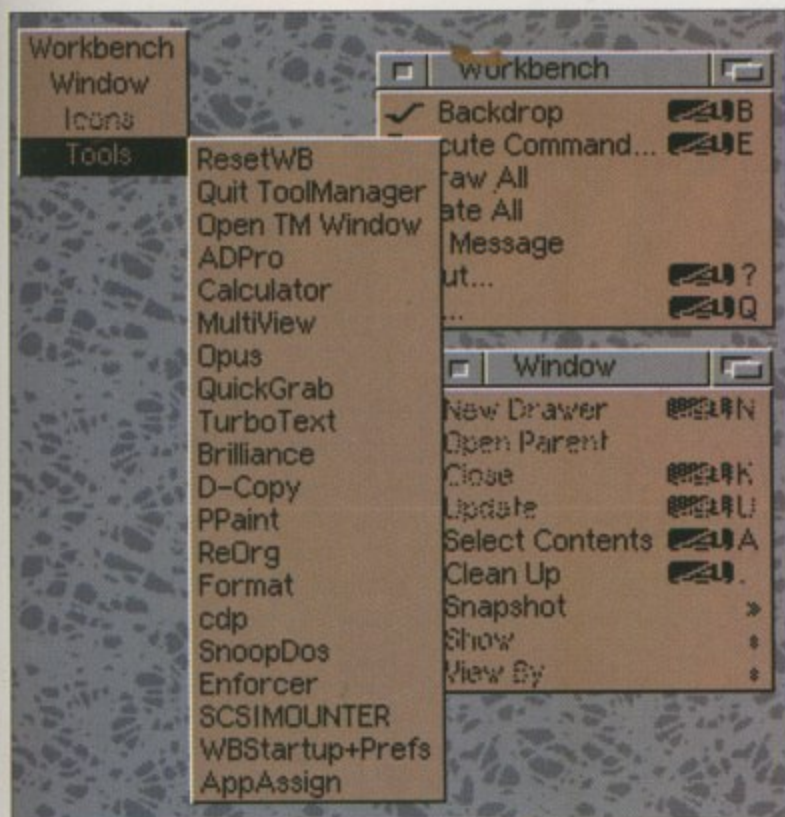 Workbench
Window
Icons
Tools
ResetWB
Quit ToolManager
Open TM Window
ADPro
Calculator
MultiView
Opus
QuickGrab
TurboText
Brilliance
D-Copy
PPaint
ReOrg
Format
cdp
SnoopDos
Enforcer
SCSIMOUNTER
WBStartup+Prefs
AppAssign
Workbench
Backdrop B
cute Command... E
raw All
ate All
Message
ut... ?
... Q
Window
New Drawer N
Open Parent
Close K
Update U
Select Contents A
Clean Up .
Snapshot »
Show
View By